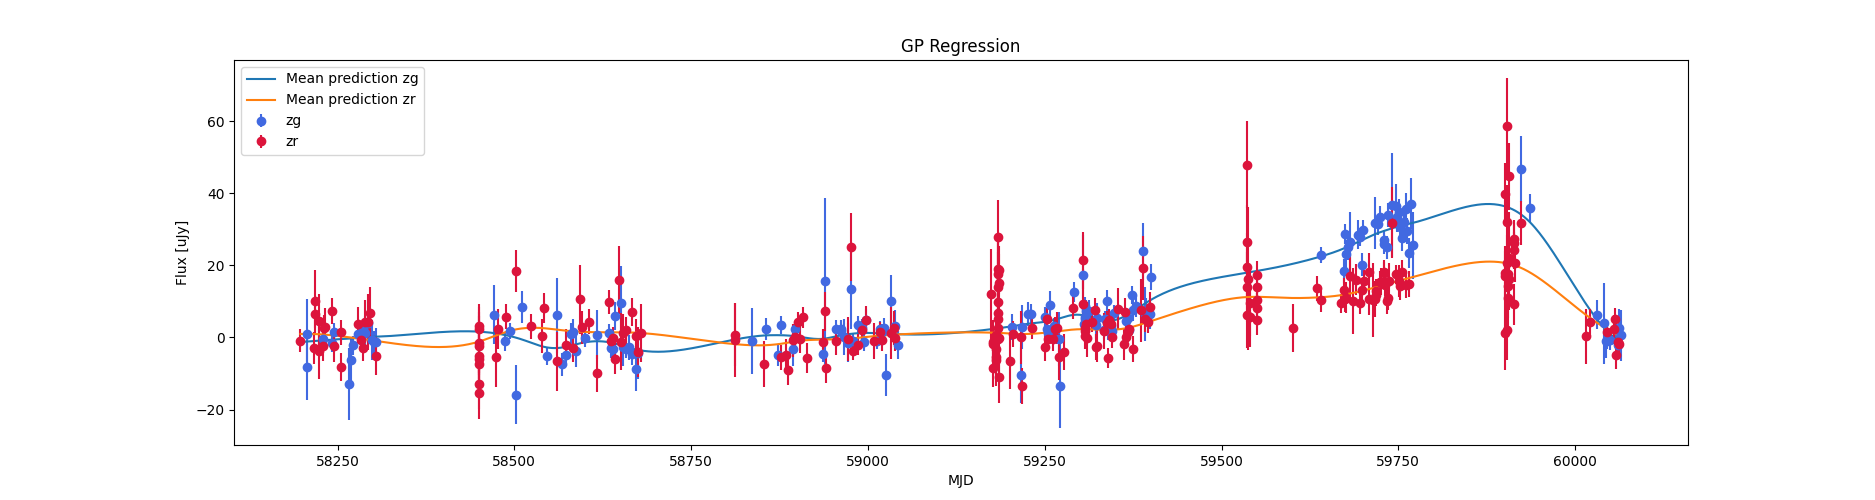 GP Regression
Mean prediction zg
Mean prediction zr
zg
zr
Flux [uJy]
60
40
20
0
−20
58250 58500 58750 59000 59250 59500 59750 60000
MJD